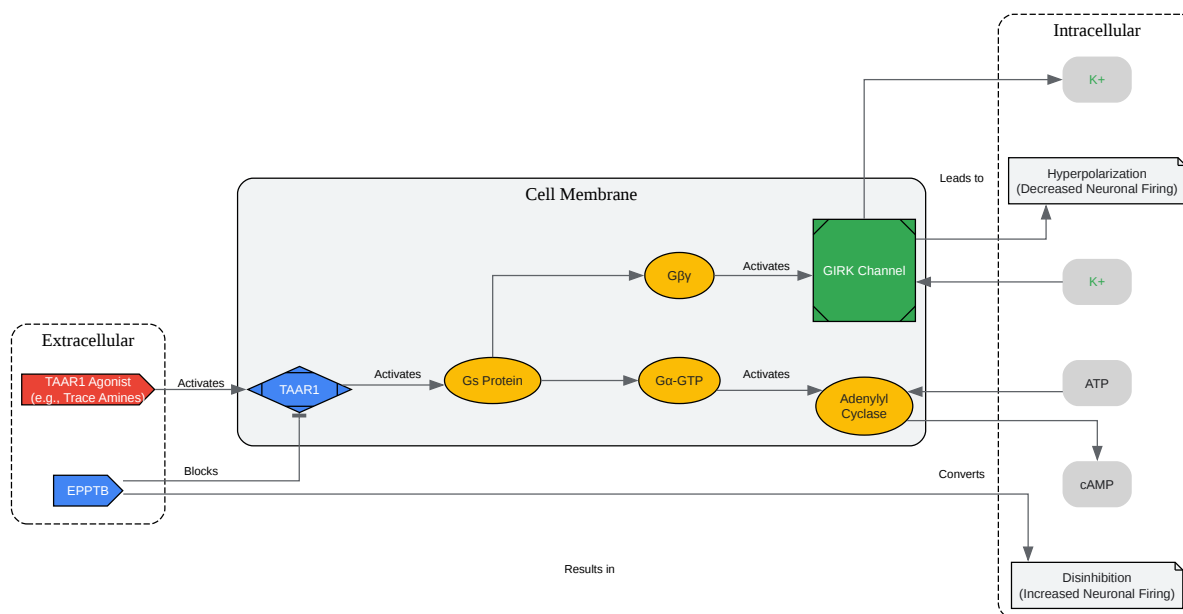 Intracellular
K+
Leads to
Hyperpolarization
(Decreased Neuronal Firing)
Cell Membrane
Gβγ
Activates
GIRK Channel
K+
Extracellular
TAAR1 Agonist
(e.g., Trace Amines)
Activates
TAAR1
Activates
Gs Protein
Gα-GTP
Activates
Adenylyl
Cyclase
ATP
EPPTB
Blocks
Converts
cAMP
Results in
Disinhibition
(Increased Neuronal Firing)